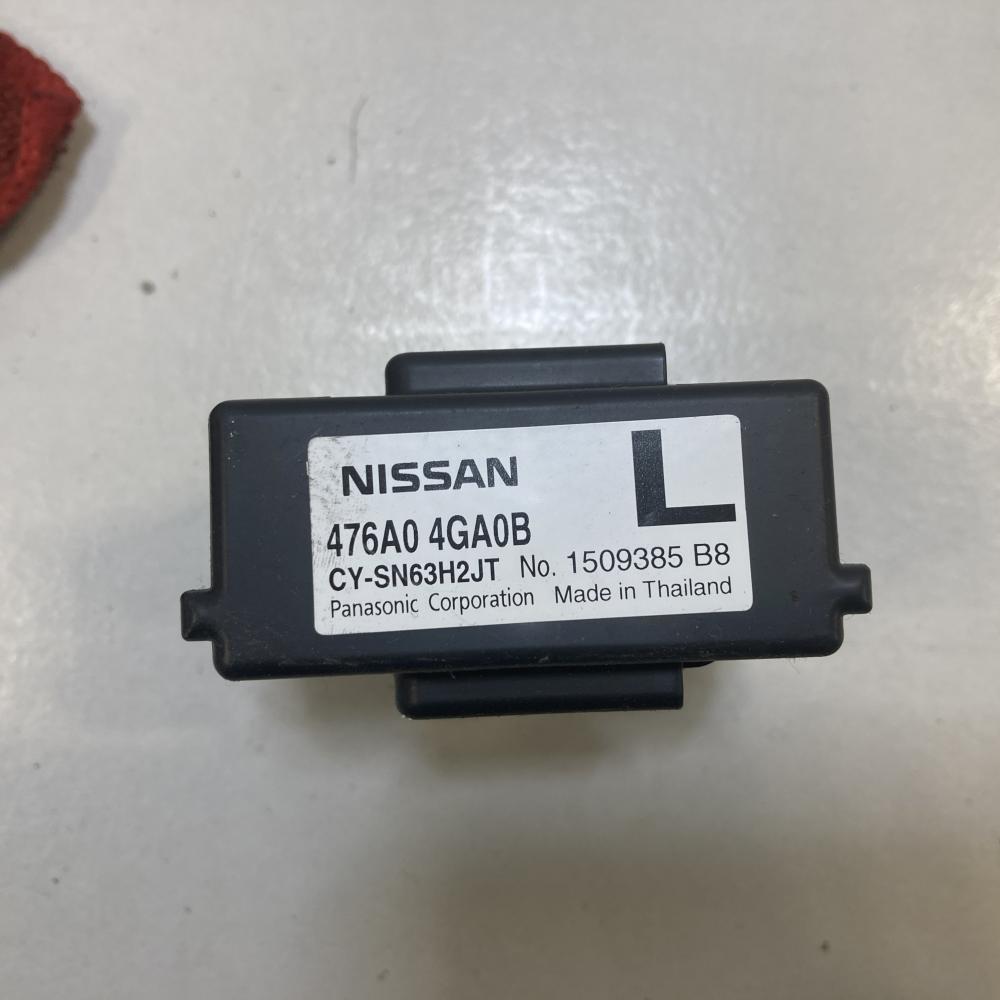 NISSAN
L
476A0 4GA0B
CY-SN63H2JT No. 1509385 B8
Panasonic Corporation Made in Thailand